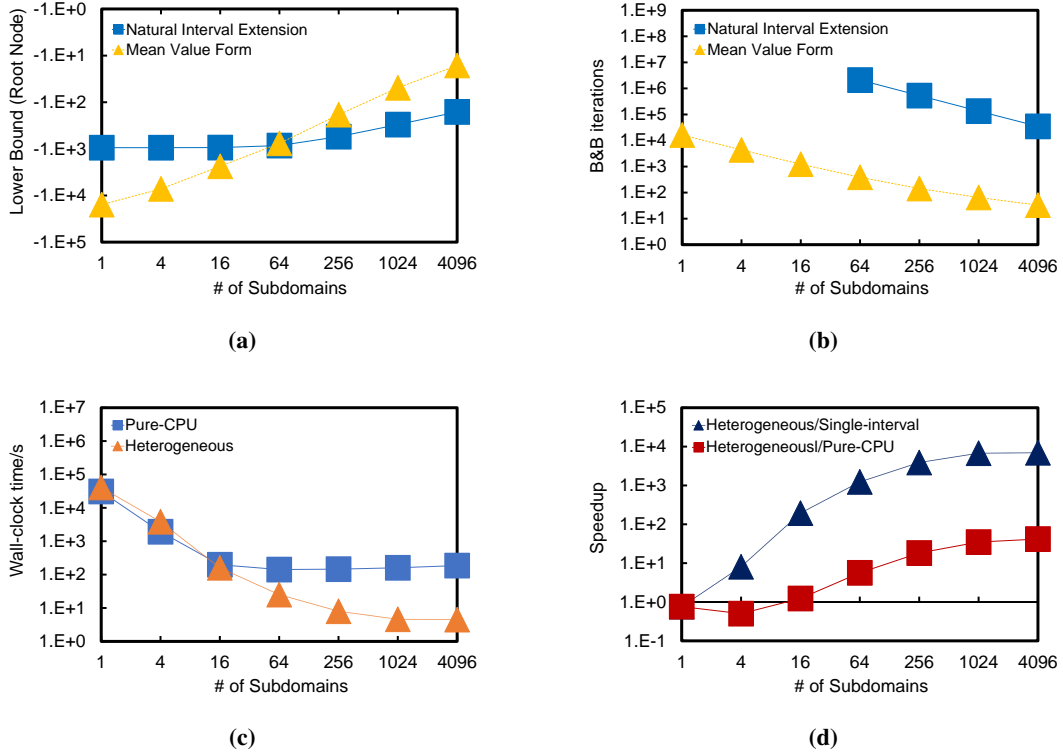 -1.E+0
Natural Interval Extension
Mean Value Form
-1.E+1
-1.E+2
-1.E+3
-1.E+4
-1.E+5
Lower Bound (Root Node)
1 4 16 64 256 1024 4096
# of Subdomains
(a)
1.E+9
Natural Interval Extension
1.E+8
Mean Value Form
1.E+7
1.E+6
1.E+5
1.E+4
1.E+3
1.E+2
1.E+1
1.E+0
B&B iterations
1 4 16 64 256 1024 4096
# of Subdomains
(b)
1.E+7
Pure-CPU
1.E+6
Heterogeneous
1.E+5
1.E+4
1.E+3
1.E+2
1.E+1
1.E+0
Wall-clock time/s
1 4 16 64 256 1024 4096
# of Subdomains
(c)
1.E+5
Heterogeneous/Single-interval
1.E+4
Heterogeneousl/Pure-CPU
1.E+3
1.E+2
1.E+1
1.E+0
1.E-1
Speedup
1 4 16 64 256 1024 4096
# of Subdomains
(d)